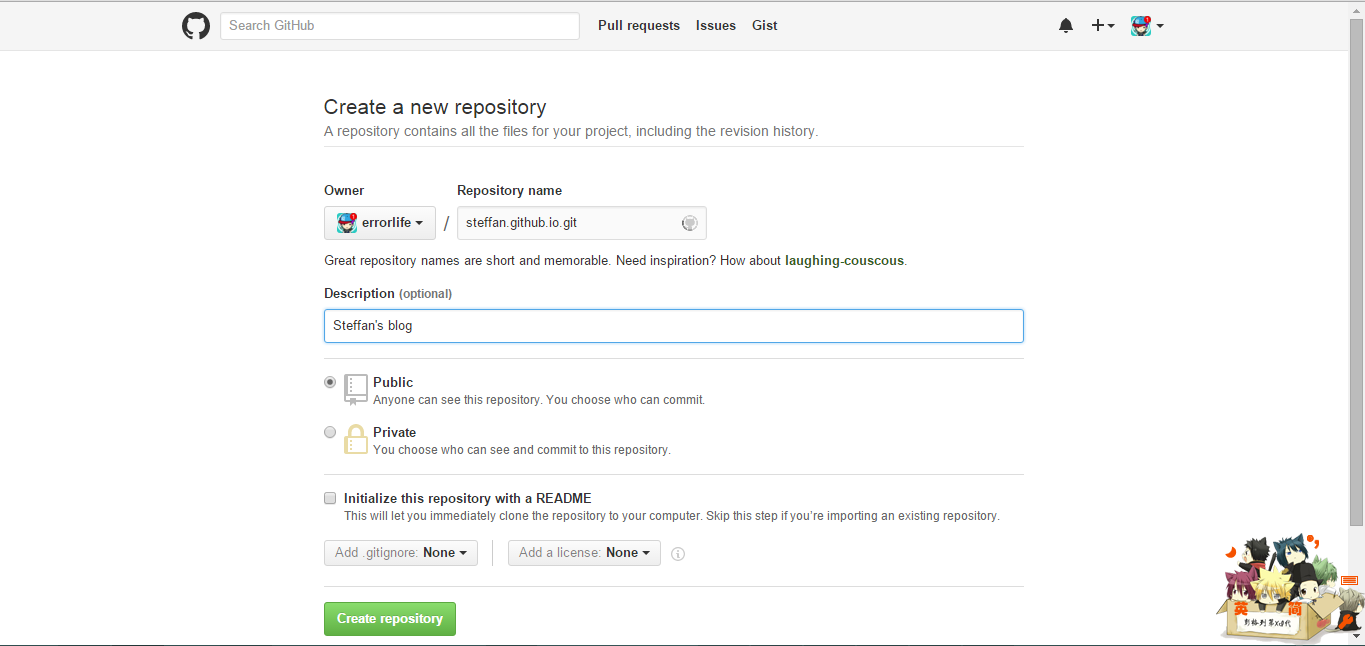 Search GitHub
Pull requests
Issues
Gist
Create a new repository
A repository contains all the files for your project, including the revision history.
Owner
Repository name
errorlife
/
steffan.github.io.git
Great repository names are short and memorable. Need inspiration? How about laughing-couscous.
Description (optional)
Steffan's blog
Public
Anyone can see this repository. You choose who can commit.
Private
You choose who can see and commit to this repository.
Initialize this repository with a README
This will let you immediately clone the repository to your computer. Skip this step if you're importing an existing repository.
Add .gitignore: None
Add a license: None
Create repository
英
简